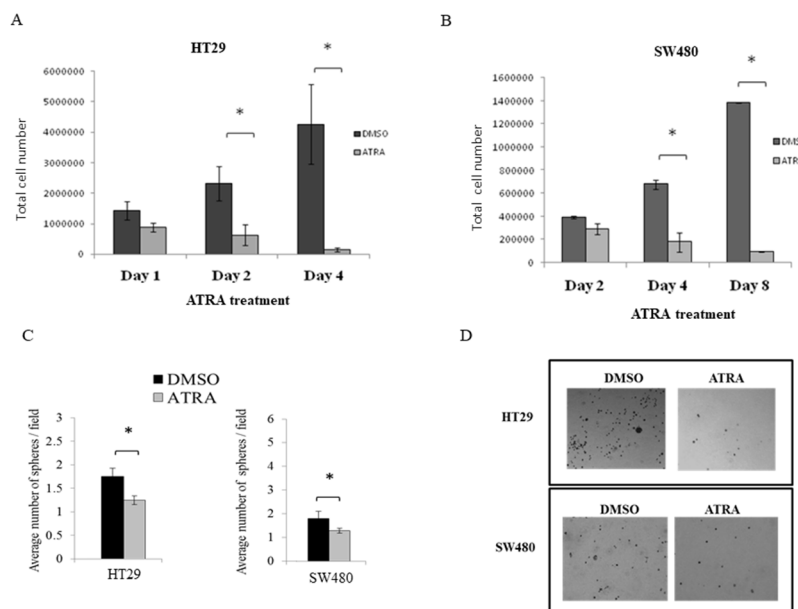 A
HT29
Total cell number
6000000
5000000
4000000
3000000
2000000
1000000
0
*
*
DMSO
ATRA
Day 1 Day 2 Day 4
ATRA treatment
B
SW480
Total cell number
1600000
1400000
1200000
1000000
800000
600000
400000
200000
0
*
*
Day 2 Day 4 Day 8
ATRA treatment
C
DMSO
ATRA
Average number of spheres / field
3
2.5
2
1.5
1
0.5
0
*
HT29
Average number of spheres / field
6
5
4
3
2
1
0
*
SW480
D
HT29
DMSO ATRA
SW480
DMSO ATRA